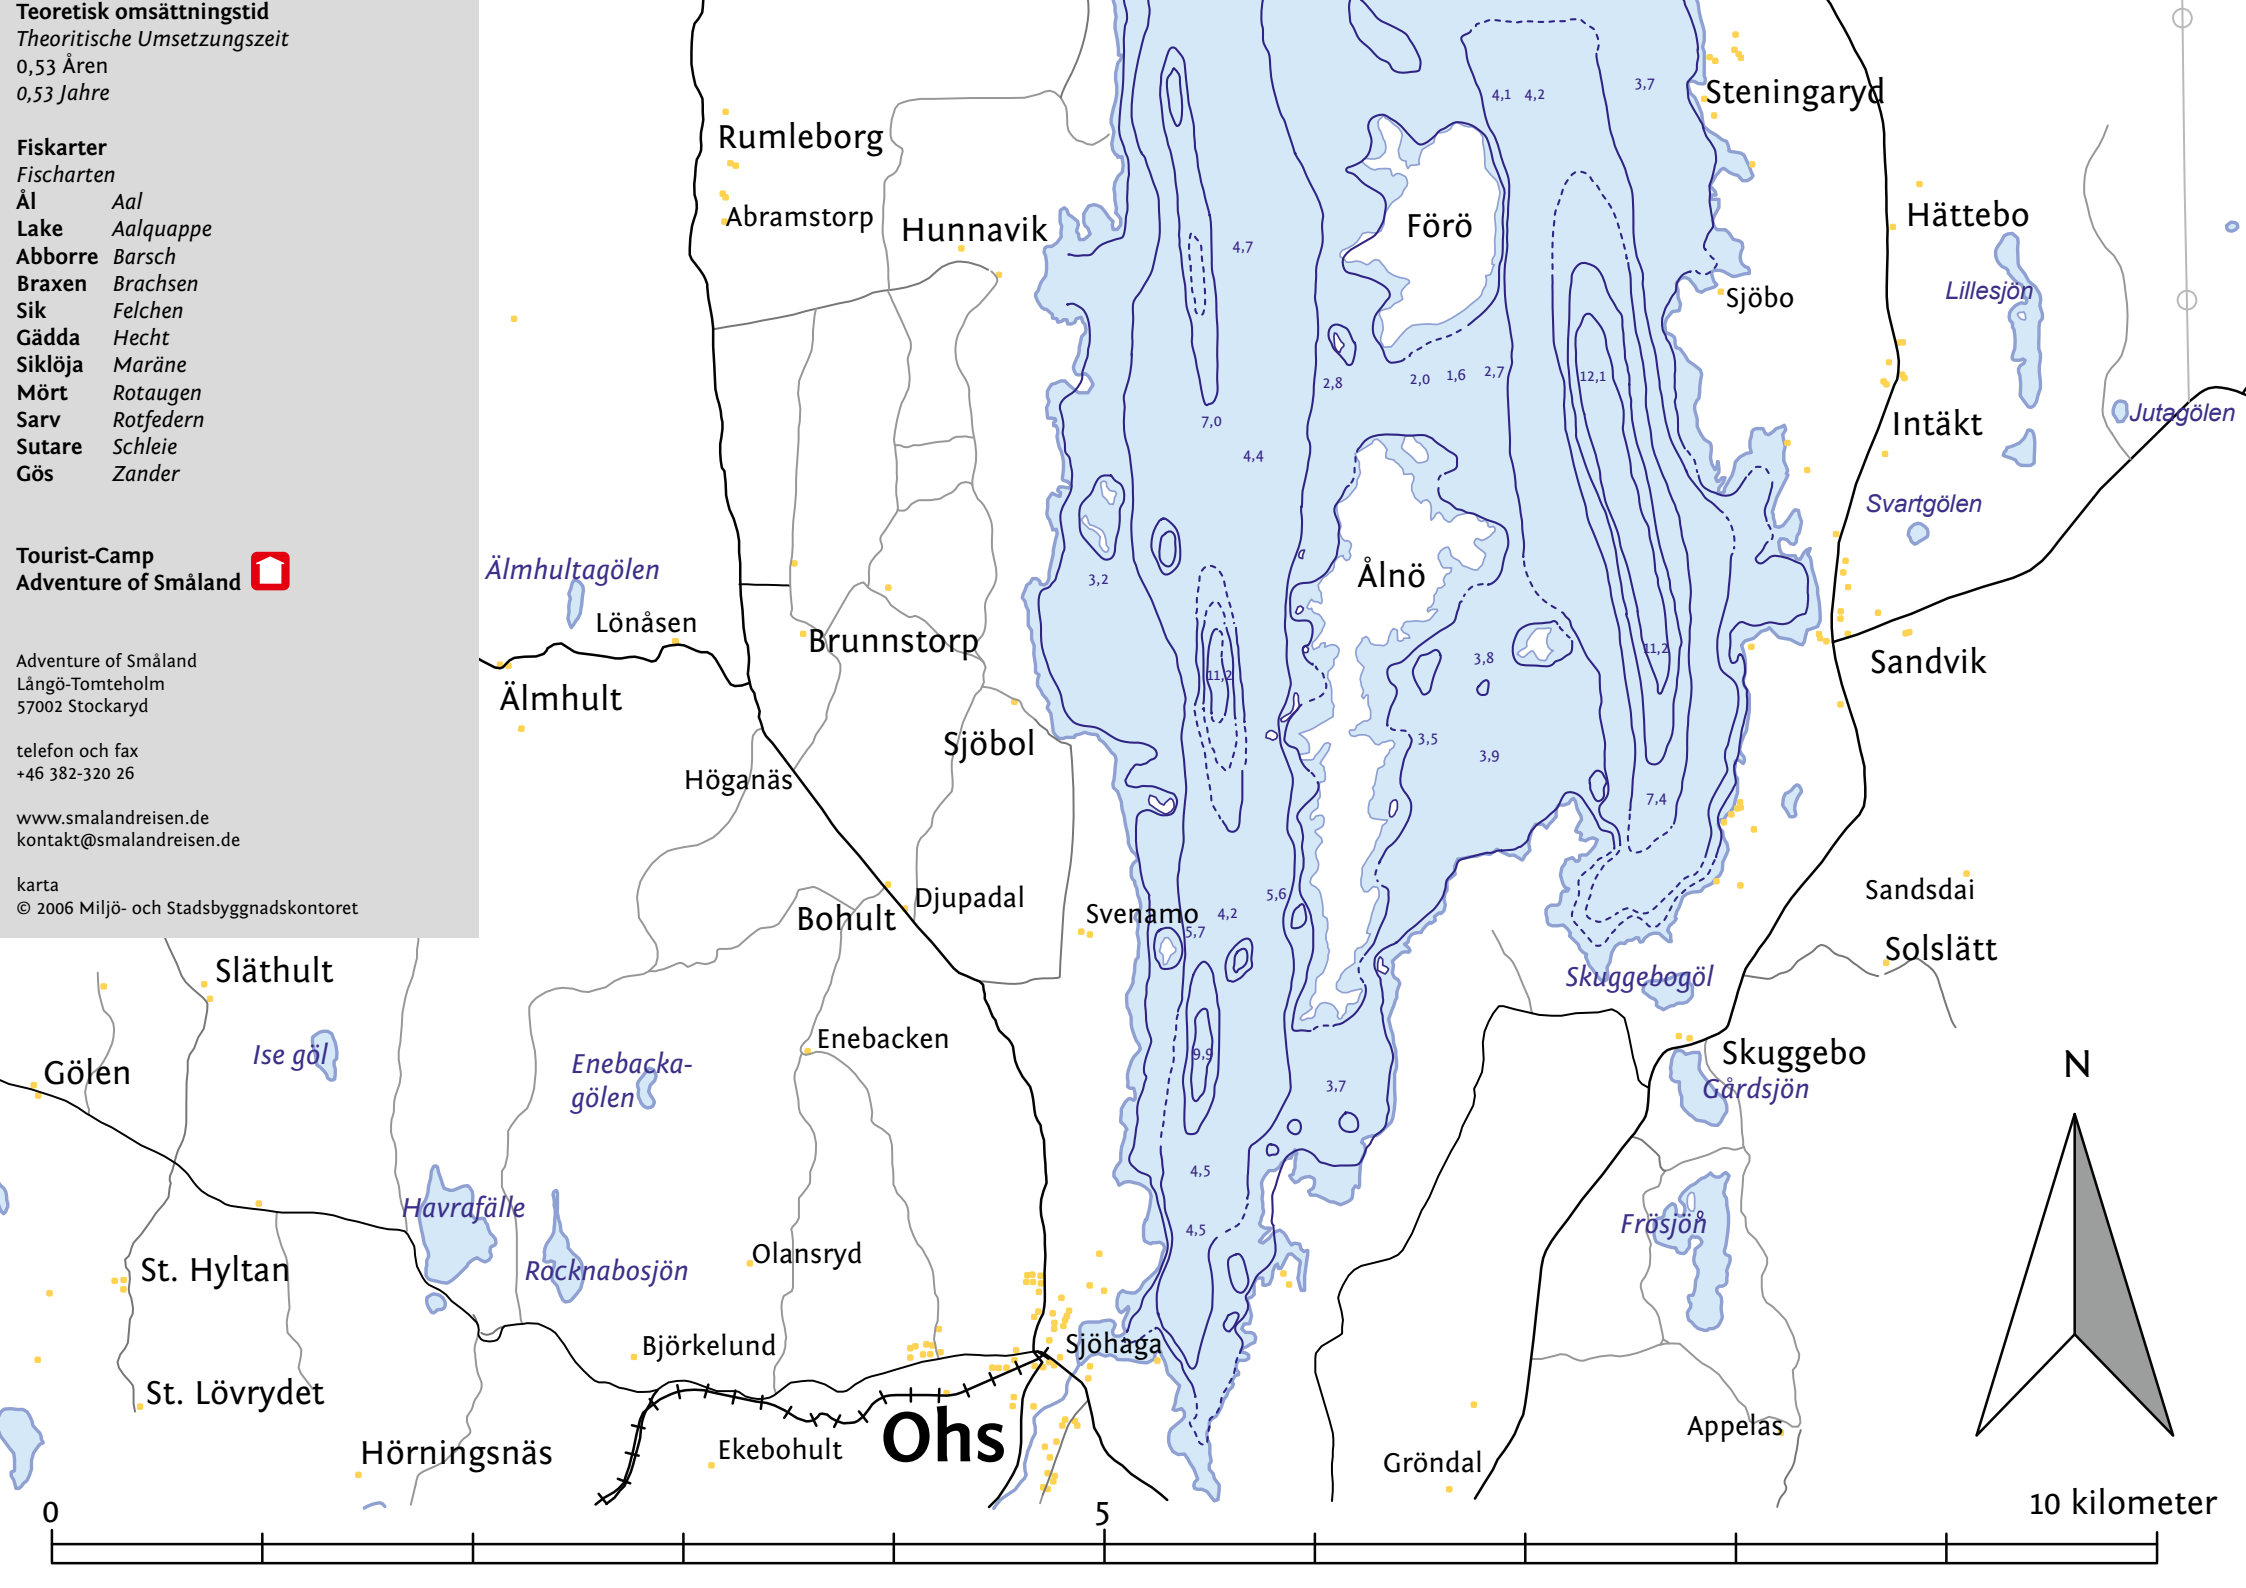 Teoretisk omsättningstid
Theoritische Umsetzungszeit
0,53 Åren
0,53 Jahre
Fiskarter
Fischarten
Ål Aal
Lake Aalquappe
Abborre Barsch
Braxen Brachsen
Sik Felchen
Gädda Hecht
Siklöja Maräne
Mört Rotaugen
Sarv Rotfedern
Sutare Schleie
Gös Zander
Tourist-Camp
Adventure of Småland
Adventure of Småland
Långö-Tomteholm
57002 Stockaryd
telefon och fax
+46 382-320 26
www.smalandreisen.de
kontakt@smalandreisen.de
karta
© 2006 Miljö- och Stadsbyggnadskontoret
Steningaryd
3,7
4,1 4,2
Rumleborg
Abramstorp
Hunnavik
Förö
Hättebo
4,7
Lillesjön
Sjöbo
2,8
2,0
1,6
2,7
12,1
7,0
4,4
Intäkt
Jutagölen
Svartgölen
Älmhultagölen
Lönåsen
3,2
Ålnö
Brunnstorp
Älmhult
11,2
3,8
11,2
Sandvik
Sjöbol
Höganäs
3,5
3,9
7,4
Djupadal
Bohult
Svenamo
5,7
4,2
5,6
Sandsdai
Solslätt
Släthult
Skuggebogöl
Enebacken
Ise göl
Enebacka-
gölen
Gölen
9,9
3,7
Skuggebo
Gårdsjön
N
4,5
Havrafälle
4,5
Frösjön
St. Hyltan
Rocknabosjön
Olansryd
Björkelund
Sjöhaga
St. Lövrydet
Ohs
Hörningsnäs
Ekebohult
Gröndal
Appelås
0
5
10 kilometer